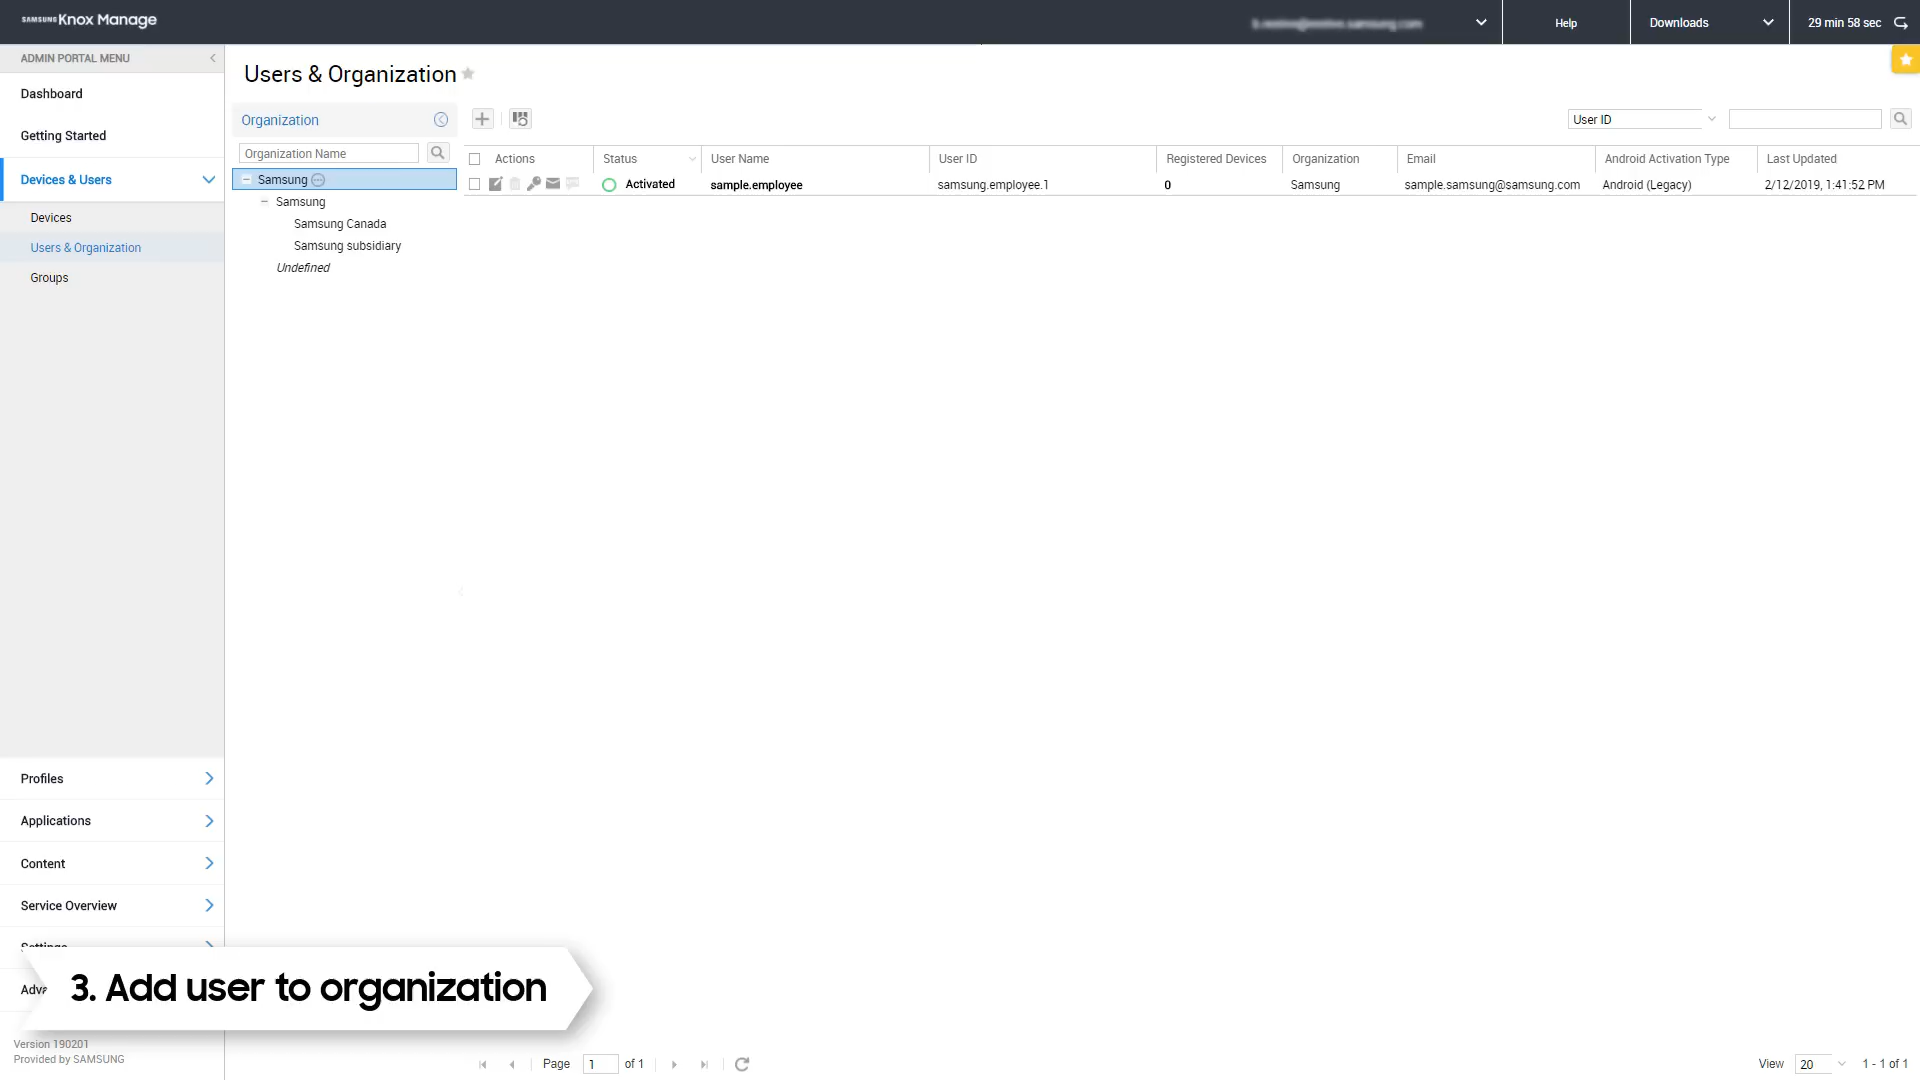 SAMSUNG Knox Manage
Help
Downloads
29 min 58 sec
ADMIN PORTAL MENU
Dashboard
Getting Started
Devices & Users
Devices
Users & Organization
Groups
Profiles
Applications
Content
Service Overview
Settings
Version 190201
Provided by SAMSUNG
Users & Organization
Organization
Organization Name
Samsung
Samsung
Samsung Canada
Samsung subsidiary
Undefined
User ID
Actions Status User Name User ID Registered Devices Organization Email Android Activation Type Last Updated
Activated sample.employee samsung.employee.1 0 Samsung sample.samsung@samsung.com Android (Legacy) 2/12/2019, 1:41:52 PM
3. Add user to organization
Page 1 of 1
View 20 1 - 1 of 1